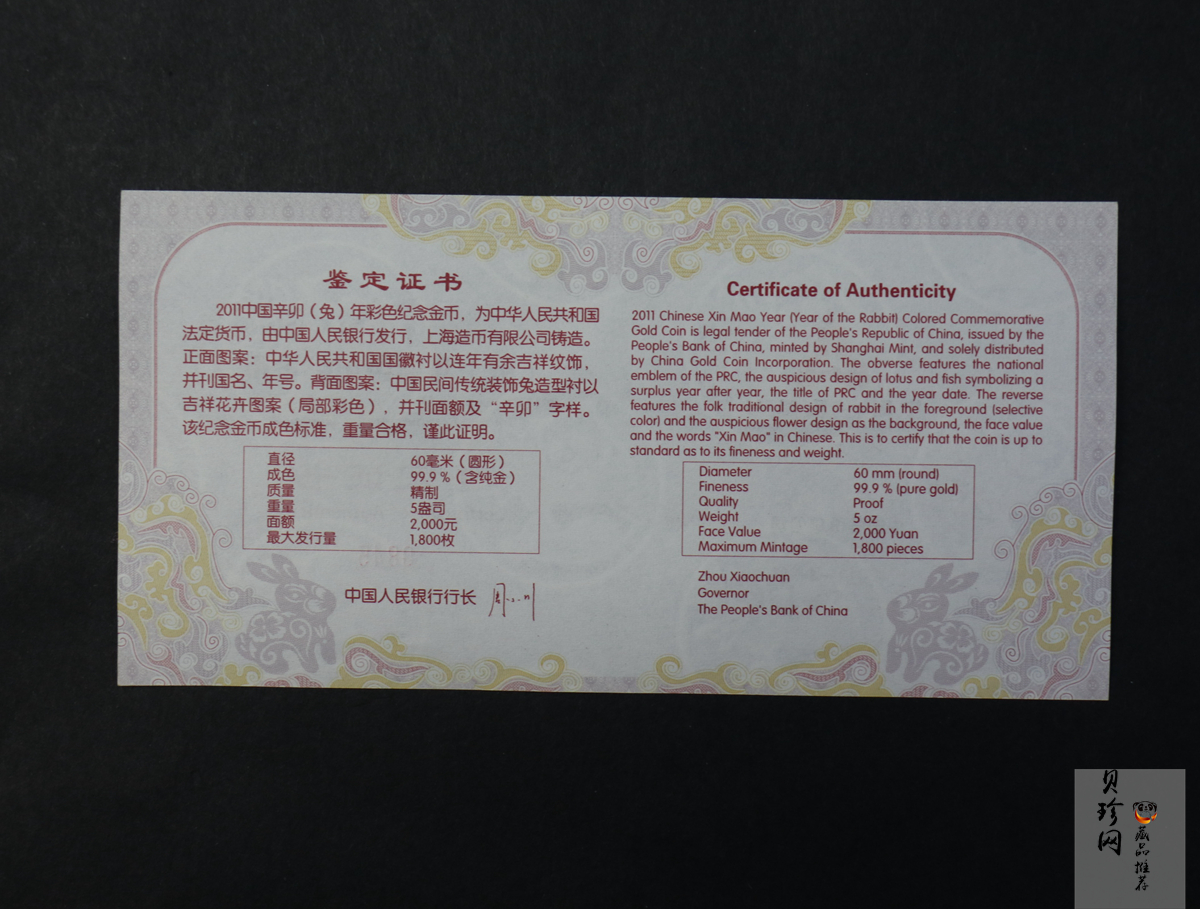 鉴定证书
2011中国辛卯（兔）年彩色纪念金币，为中华人民共和国
法定货币，由中国人民银行发行，上海造币有限公司铸造。
正面图案：中华人民共和国国徽衬以连年有余吉祥纹饰，
并刊国名、年号。背面图案：中国民间传统装饰兔造型衬以
吉祥花卉图案（局部彩色），并刊面额及“辛卯”字样。
该纪念金币成色标准，重量合格，谨此证明。
直径 60毫米（圆形）
成色 99.9 %（含纯金）
质量 精制
重量 5盎司
面额 2,000元
最大发行量 1,800枚
中国人民银行行长
Certificate of Authenticity
2011 Chinese Xin Mao Year (Year of the Rabbit) Colored Commemorative
Gold Coin is legal tender of the People's Republic of China, issued by the
People's Bank of China, minted by Shanghai Mint, and solely distributed
by China Gold Coin Incorporation. The obverse features the national
emblem of the PRC, the auspicious design of lotus and fish symbolizing a
surplus year after year, the title of PRC and the year date. The reverse
features the folk traditional design of rabbit in the foreground (selective
color) and the auspicious flower design as the background, the face value
and the words "Xin Mao" in Chinese. This is to certify that the coin is up to
standard as to its fineness and weight.
Diameter 60 mm (round)
Fineness 99.9 % (pure gold)
Quality Proof
Weight 5 oz
Face Value 2,000 Yuan
Maximum Mintage 1,800 pieces
Zhou Xiaochuan
Governor
The People's Bank of China
贝珍网
藏品推荐